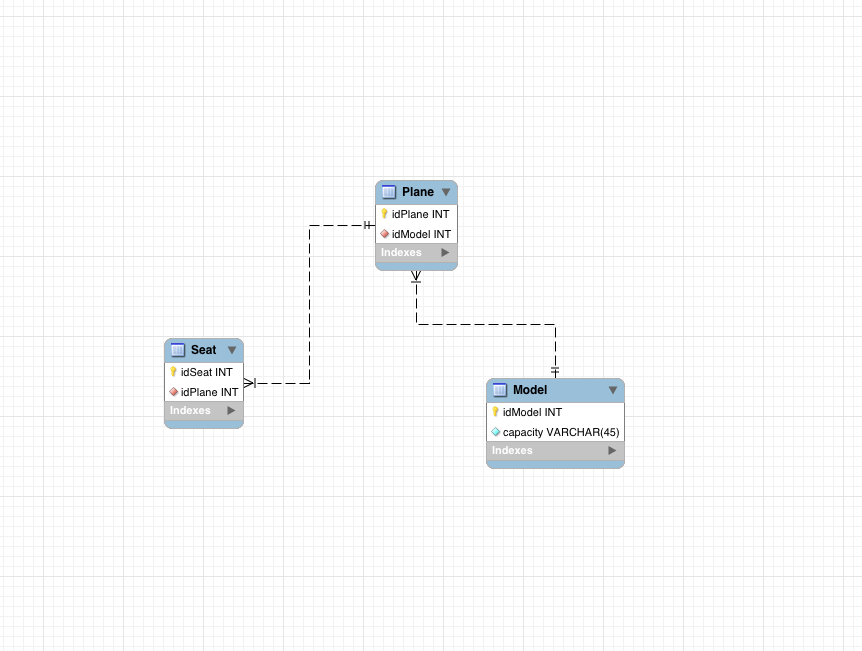 Plane
idPlane INT
idModel INT
Indexes
Seat
idSeat INT
idPlane INT
Indexes
Model
idModel INT
capacity VARCHAR(45)
Indexes